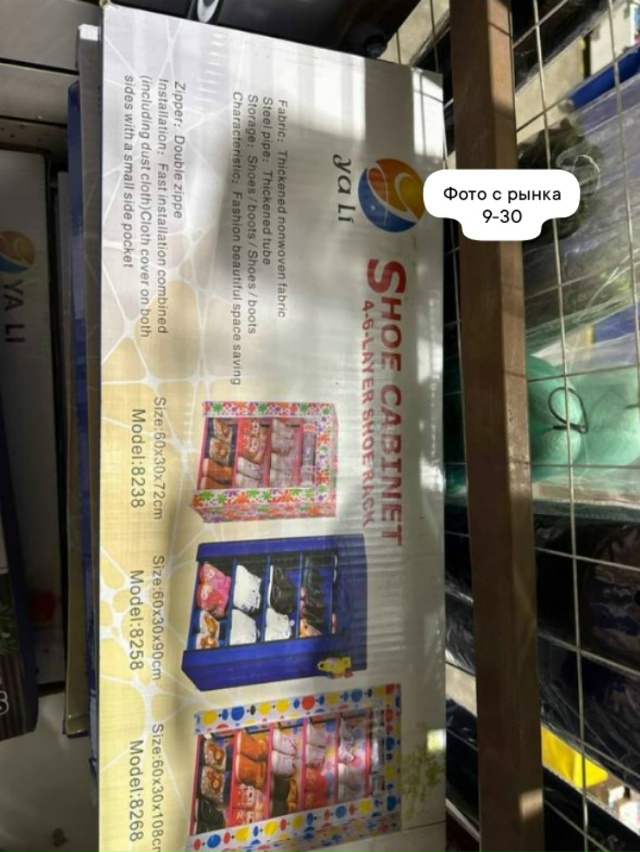 Фото с рынка
9-30
ya Li
SHOE CABINET
4-6-LAYER SHOE RACK
Fabric: Thickened nonwoven fabric
Steel pipe: Thickened tube
Storage: Shoes / boots / Shoes / boots
Characteristic: Fashion beautiful space saving
Zipper: Double zippe
Installation: Fast installation combined
(including dust cloth)Cloth cover on both
sides with a small side pocket
Size:60x30x72cm
Model:8238
Size:60x30x90cm
Model:8258
Size:60x30x108cm
Model:8268
YA LI